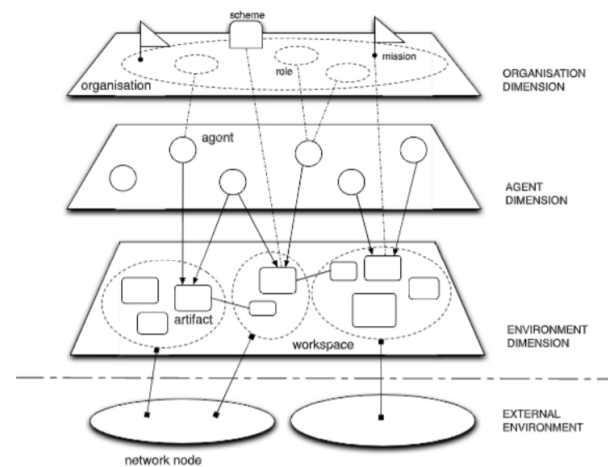 scheme
mission
role
organisation
ORGANISATION
DIMENSION
agent
AGENT
DIMENSION
artifact
workspace
ENVIRONMENT
DIMENSION
EXTERNAL
ENVIRONMENT
network node